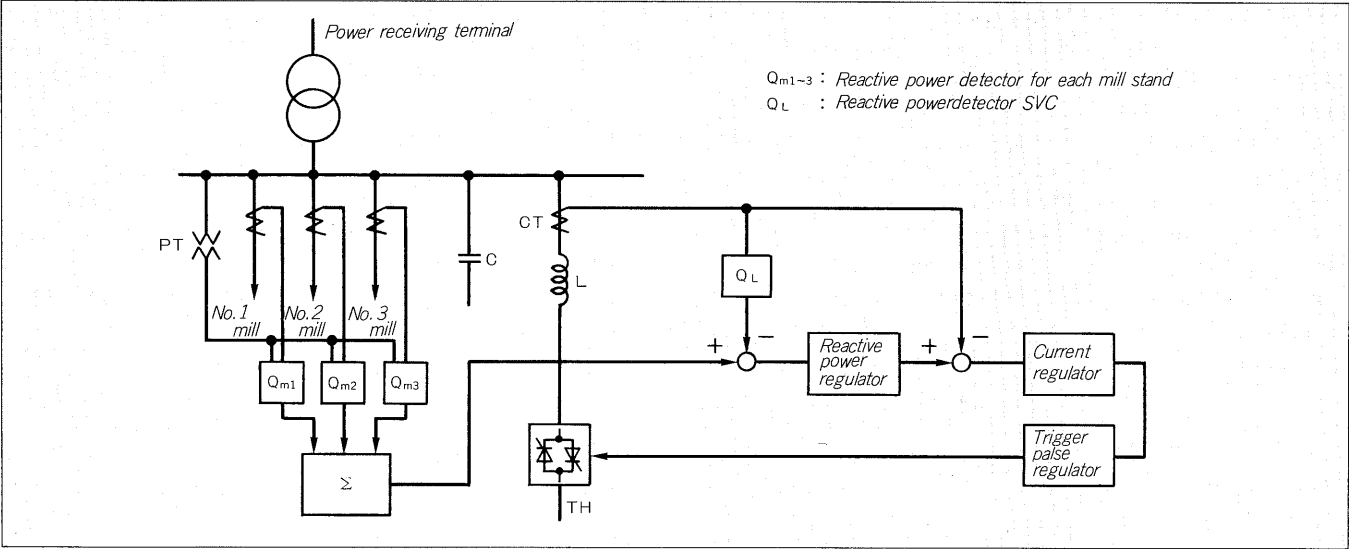 Power receiving terminal
Qm1~3 : Reactive power detector for each mill stand
QL : Reactive powerdetector SVC
CT
PT
C
L
QL
No.1 mill
No.2 mill
No.3 mill
+
−
Reactive power regulator
+
−
Current regulator
Qm1
Qm2
Qm3
Trigger palse regulator
Σ
TH